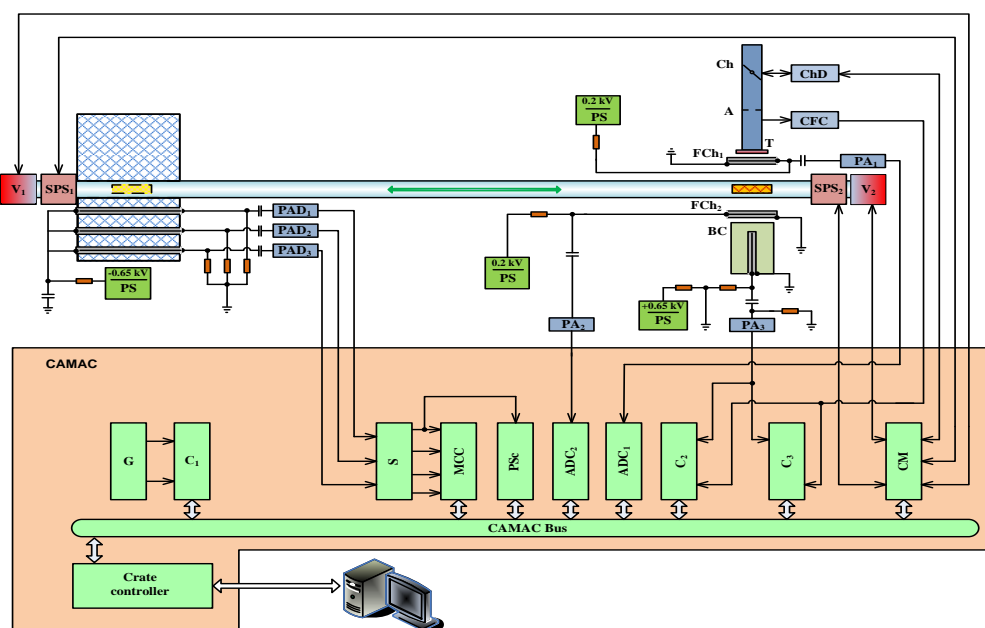 Ch
ChD
0.2 kV
PS
A
CFC
T
FCh₁
PA₁
V₁
SPS₁
SPS₂
V₂
PAD₁
PAD₂
PAD₃
FCh₂
BC
0.2 kV
PS
-0.65 kV
PS
+0.65 kV
PS
PA₂
PA₃
CAMAC
G
C₁
S
MCC
PSc
ADC₂
ADC₁
C₂
C₃
CM
CAMAC Bus
Crate
controller